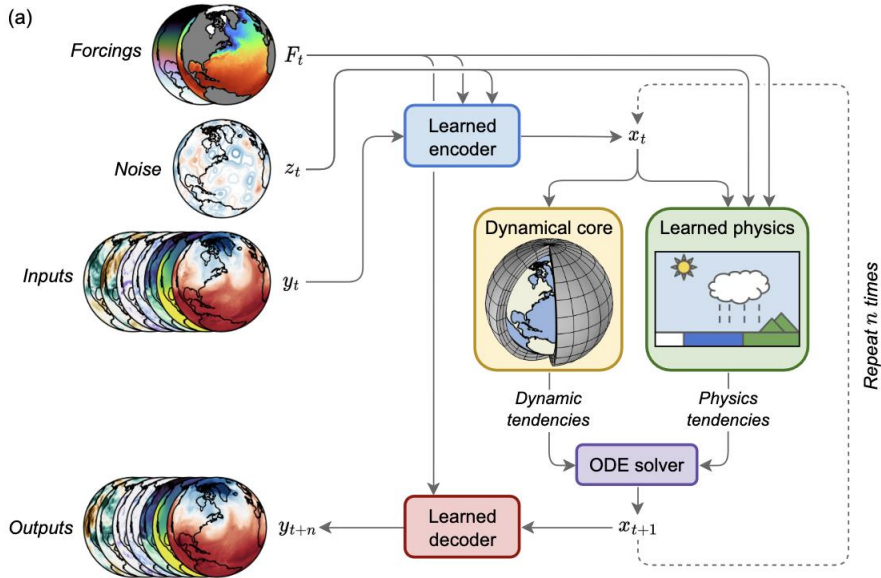 (a)
Forcings
F_t
Noise
z_t
Inputs
y_t
Learned
encoder
x_t
Dynamical core
Learned physics
Dynamic
tendencies
Physics
tendencies
Repeat n times
ODE solver
Outputs
y_{t+n}
Learned
decoder
x_{t+1}